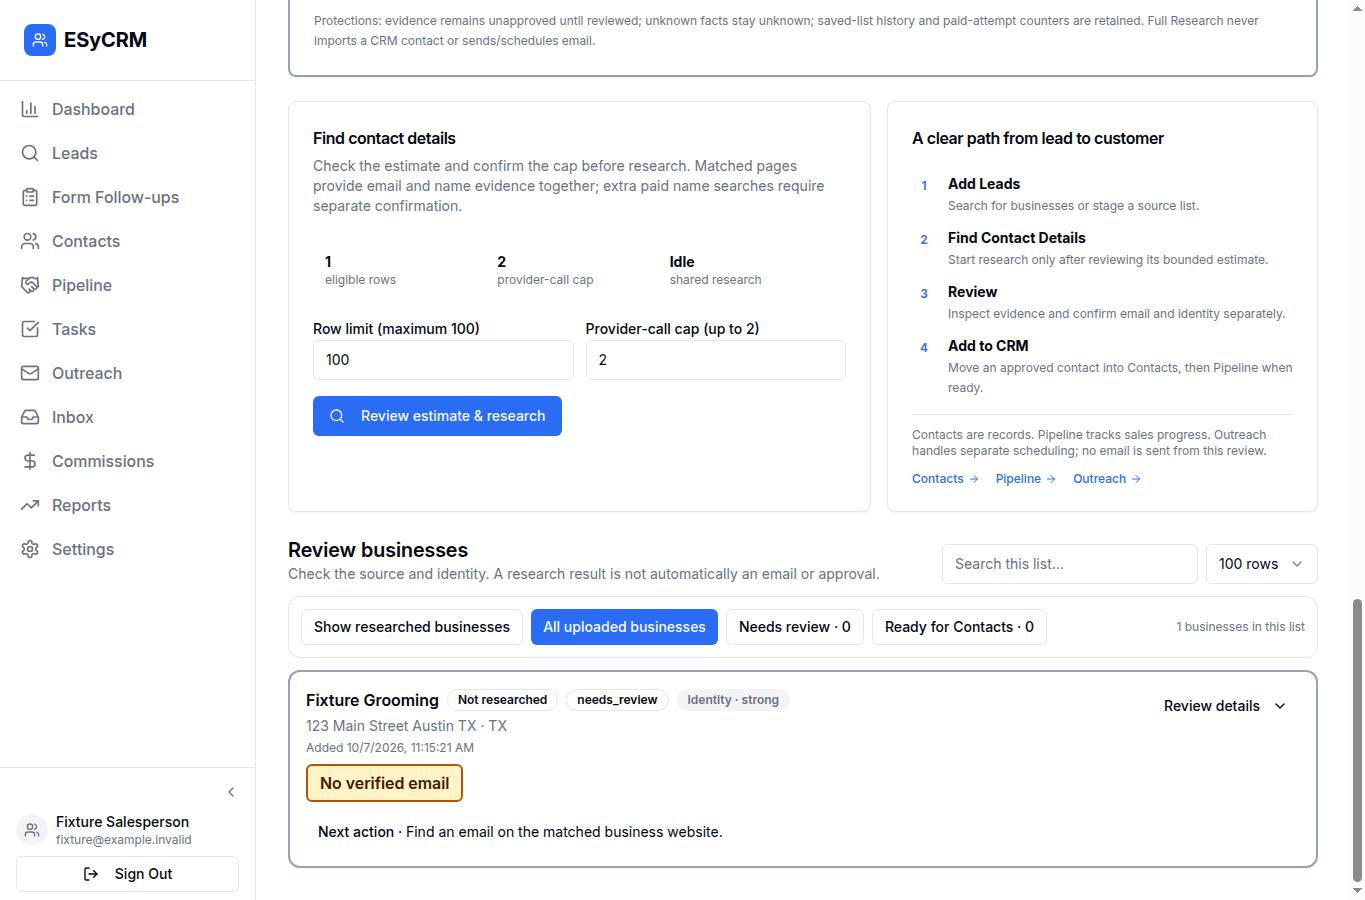 ESyCRM
Dashboard
Leads
Form Follow-ups
Contacts
Pipeline
Tasks
Outreach
Inbox
Commissions
Reports
Settings
Fixture Salesperson
fixture@example.invalid
Sign Out
Protections: evidence remains unapproved until reviewed; unknown facts stay unknown; saved-list history and paid-attempt counters are retained. Full Research never
imports a CRM contact or sends/schedules email.
Find contact details
Check the estimate and confirm the cap before research. Matched pages
provide email and name evidence together; extra paid name searches require
separate confirmation.
1
eligible rows
2
provider-call cap
Idle
shared research
Row limit (maximum 100)
100
Provider-call cap (up to 2)
2
Review estimate & research
A clear path from lead to customer
1 Add Leads
Search for businesses or stage a source list.
2 Find Contact Details
Start research only after reviewing its bounded estimate.
3 Review
Inspect evidence and confirm email and identity separately.
4 Add to CRM
Move an approved contact into Contacts, then Pipeline when
ready.
Contacts are records. Pipeline tracks sales progress. Outreach
handles separate scheduling; no email is sent from this review.
Contacts → Pipeline → Outreach →
Review businesses
Check the source and identity. A research result is not automatically an email or approval.
Search this list...
100 rows
Show researched businesses
All uploaded businesses
Needs review · 0
Ready for Contacts · 0
1 businesses in this list
Fixture Grooming Not researched needs_review Identity · strong
123 Main Street Austin TX · TX
Added 10/7/2026, 11:15:21 AM
No verified email
Next action · Find an email on the matched business website.
Review details